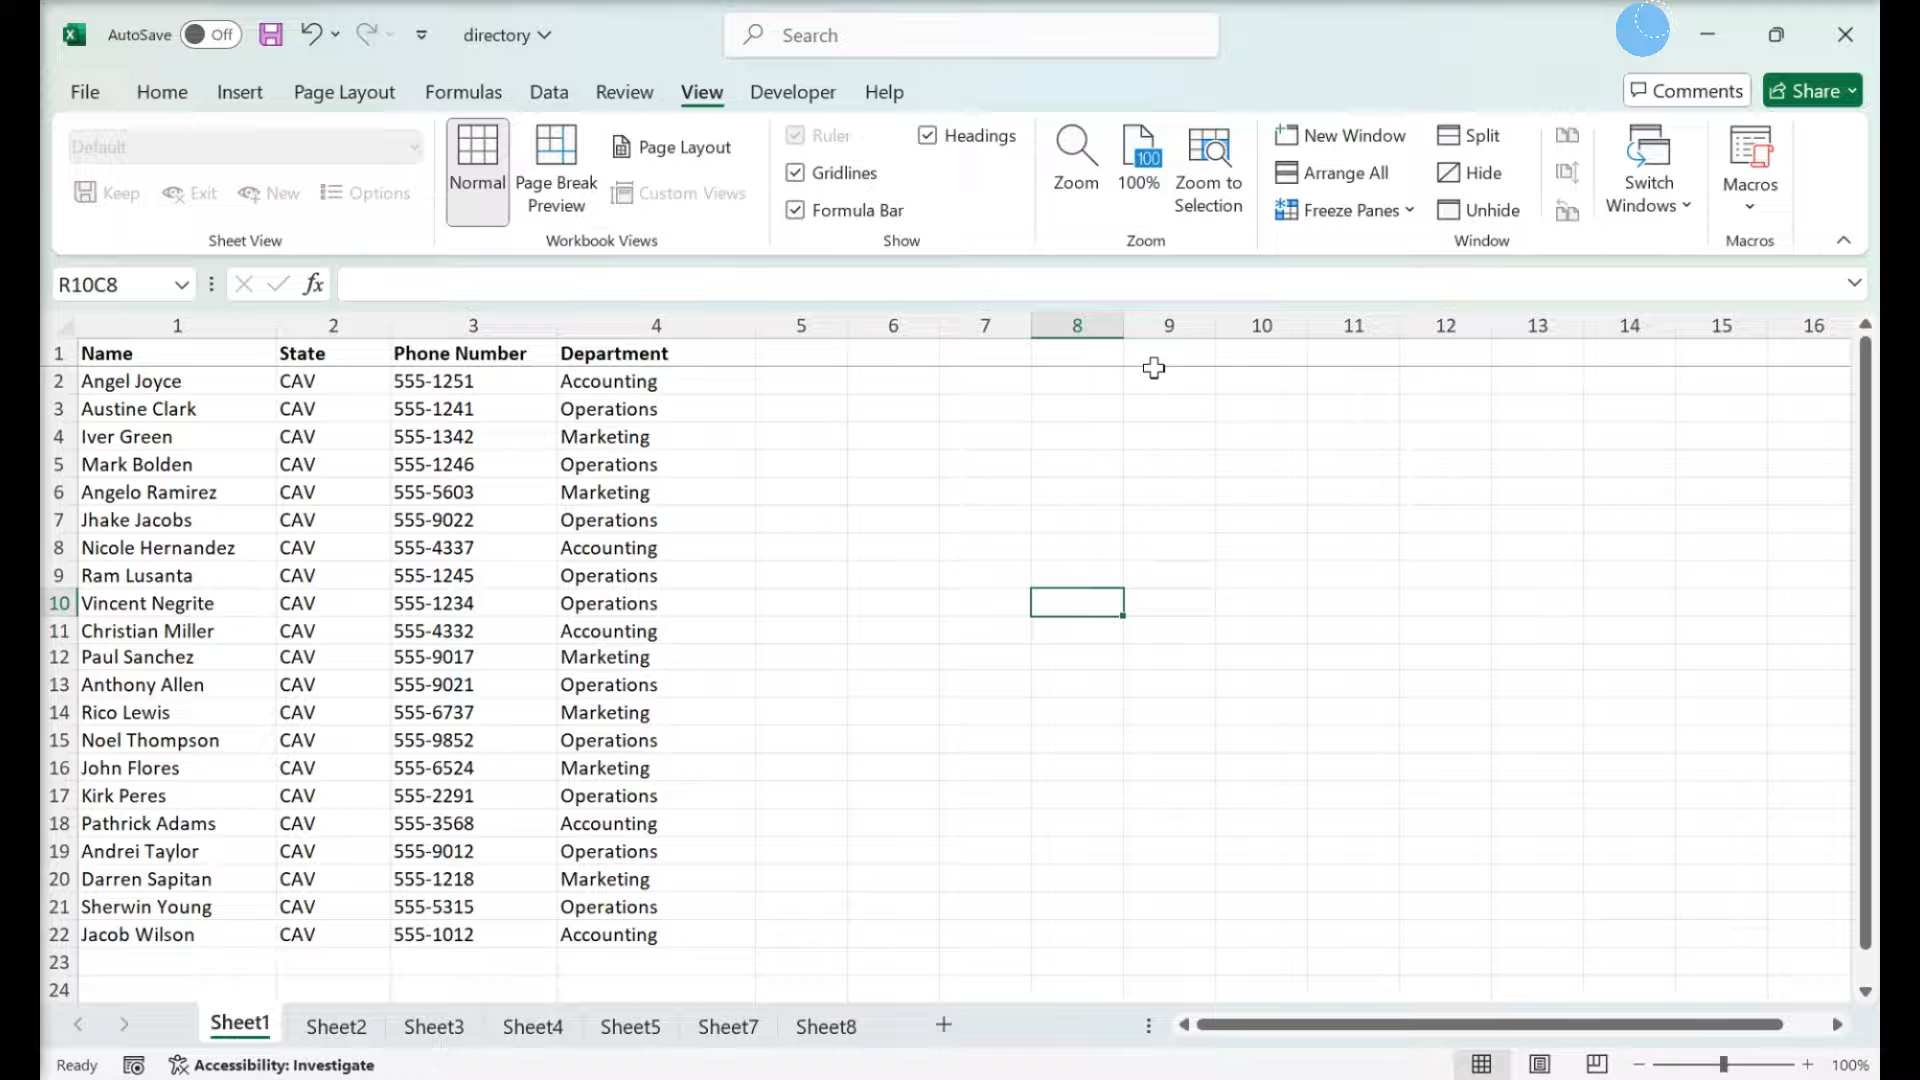 AutoSave Off directory Search
File Home Insert Page Layout Formulas Data Review View Developer Help Comments Share
Default
Keep Exit New Options
Sheet View
Normal
Page Break Preview
Page Layout
Custom Views
Workbook Views
Ruler Headings
Gridlines
Formula Bar
Show
Zoom
100
100%
Zoom to Selection
Zoom
New Window Split
Arrange All Hide
Freeze Panes Unhide
Window
Switch Windows
Macros
Macros
R10C8 fx
1 2 3 4 5 6 7 8 9 10 11 12 13 14 15 16
1 Name State Phone Number Department
2 Angel Joyce CAV 555-1251 Accounting
3 Austine Clark CAV 555-1241 Operations
4 Iver Green CAV 555-1342 Marketing
5 Mark Bolden CAV 555-1246 Operations
6 Angelo Ramirez CAV 555-5603 Marketing
7 Jhake Jacobs CAV 555-9022 Operations
8 Nicole Hernandez CAV 555-4337 Accounting
9 Ram Lusanta CAV 555-1245 Operations
10 Vincent Negrite CAV 555-1234 Operations
11 Christian Miller CAV 555-4332 Accounting
12 Paul Sanchez CAV 555-9017 Marketing
13 Anthony Allen CAV 555-9021 Operations
14 Rico Lewis CAV 555-6737 Marketing
15 Noel Thompson CAV 555-9852 Operations
16 John Flores CAV 555-6524 Marketing
17 Kirk Peres CAV 555-2291 Operations
18 Pathrick Adams CAV 555-3568 Accounting
19 Andrei Taylor CAV 555-9012 Operations
20 Darren Sapitan CAV 555-1218 Marketing
21 Sherwin Young CAV 555-5315 Operations
22 Jacob Wilson CAV 555-1012 Accounting
23
24
Sheet1 Sheet2 Sheet3 Sheet4 Sheet5 Sheet7 Sheet8
Ready Accessibility: Investigate 100%